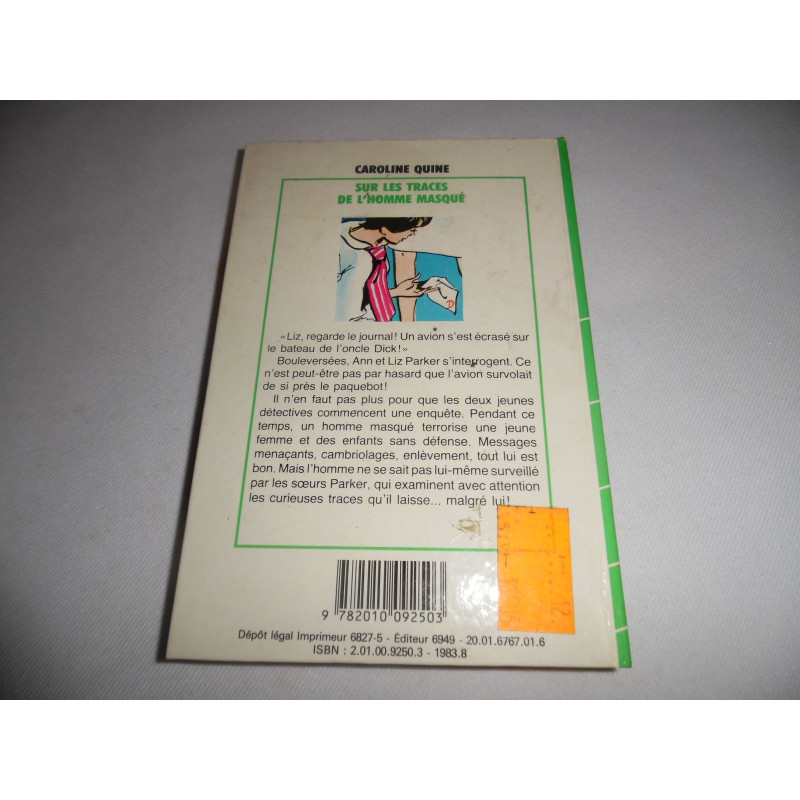 CAROLINE QUINE
SUR LES TRACES
DE L'HOMME MASQUÉ
« Liz, regarde le journal! Un avion s'est écrasé sur
le bateau de l'oncle Dick!»
Bouleversées, Ann et Liz Parker s'interrogent. Ce
n'est peut-être pas par hasard que l'avion survolait
de si près le paquebot!
Il n'en faut pas plus pour que les deux jeunes
détectives commencent une enquête. Pendant ce
temps, un homme masqué terrorise une jeune
femme et des enfants sans défense. Messages
menaçants, cambriolages, enlèvement, tout lui est
bon. Mais l'homme ne se sait pas lui-même surveillé
par les sœurs Parker, qui examinent avec attention
les curieuses traces qu'il laisse... malgré lui!
9 782010 092503
Dépôt légal Imprimeur 6827-5 - Éditeur 6949 - 20.01.6767.01.6
ISBN : 2.01.00.9250.3 - 1983.8